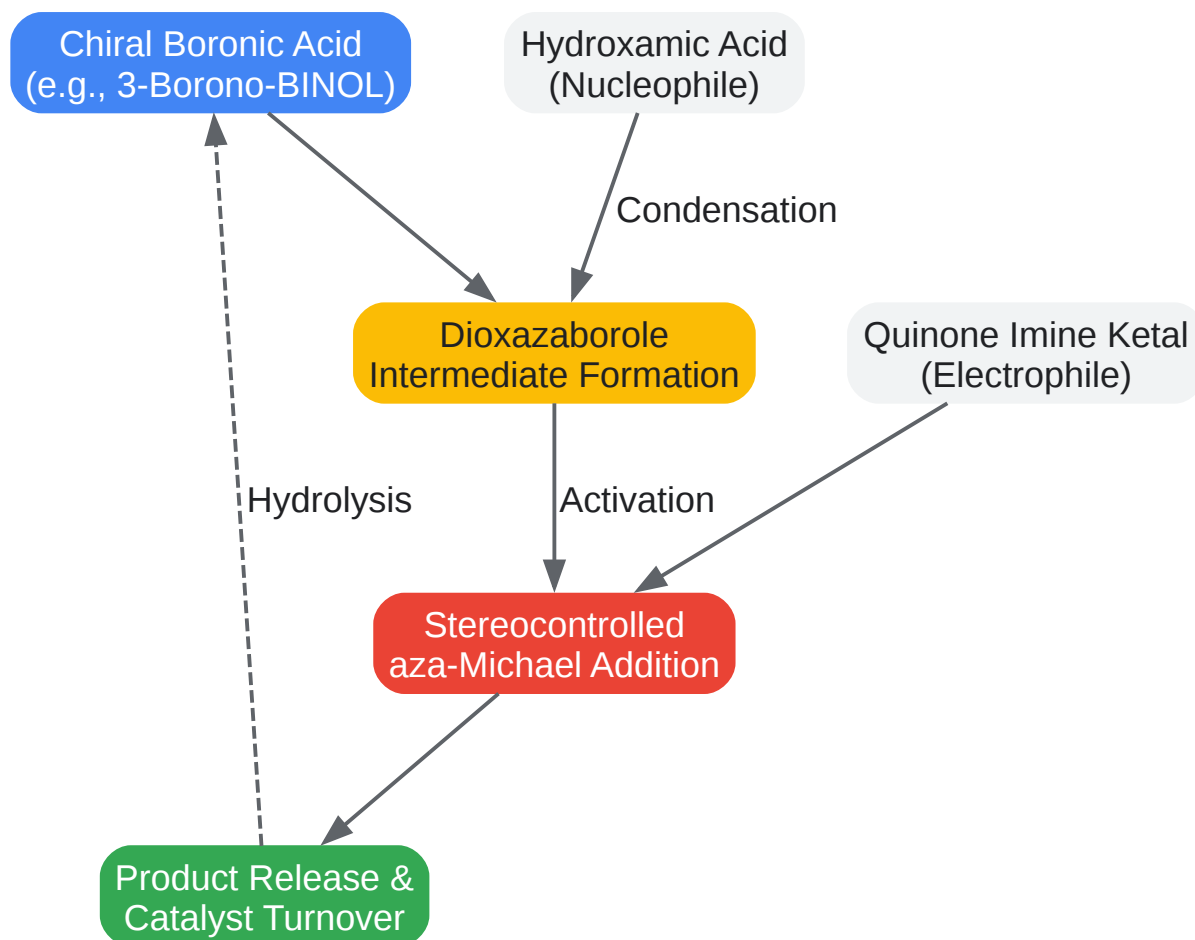 Chiral Boronic Acid
(e.g., 3-Borono-BINOL)
Hydroxamic Acid
(Nucleophile)
Condensation
Dioxazaborole
Intermediate Formation
Quinone Imine Ketal
(Electrophile)
Hydrolysis
Activation
Stereocontrolled
aza-Michael Addition
Product Release &
Catalyst Turnover